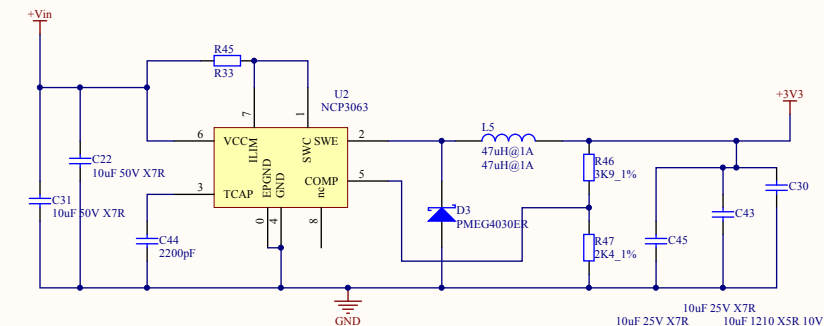 +Vin
R45
R33
U2
NCP3063
+3V3
7
1
6
VCC
ILIM
SWC
SWE
2
L5
47uH@1A
47uH@1A
COMP
5
R46
3K9_1%
C22
10uF 50V X7R
3
TCAP
EPGND
GND
nc
C30
C31
10uF 50V X7R
0
4
8
D3
PMEG4030ER
C43
C44
2200pF
R47
2K4_1%
C45
GND
10uF 25V X7R
10uF 25V X7R
10uF 1210 X5R 10V